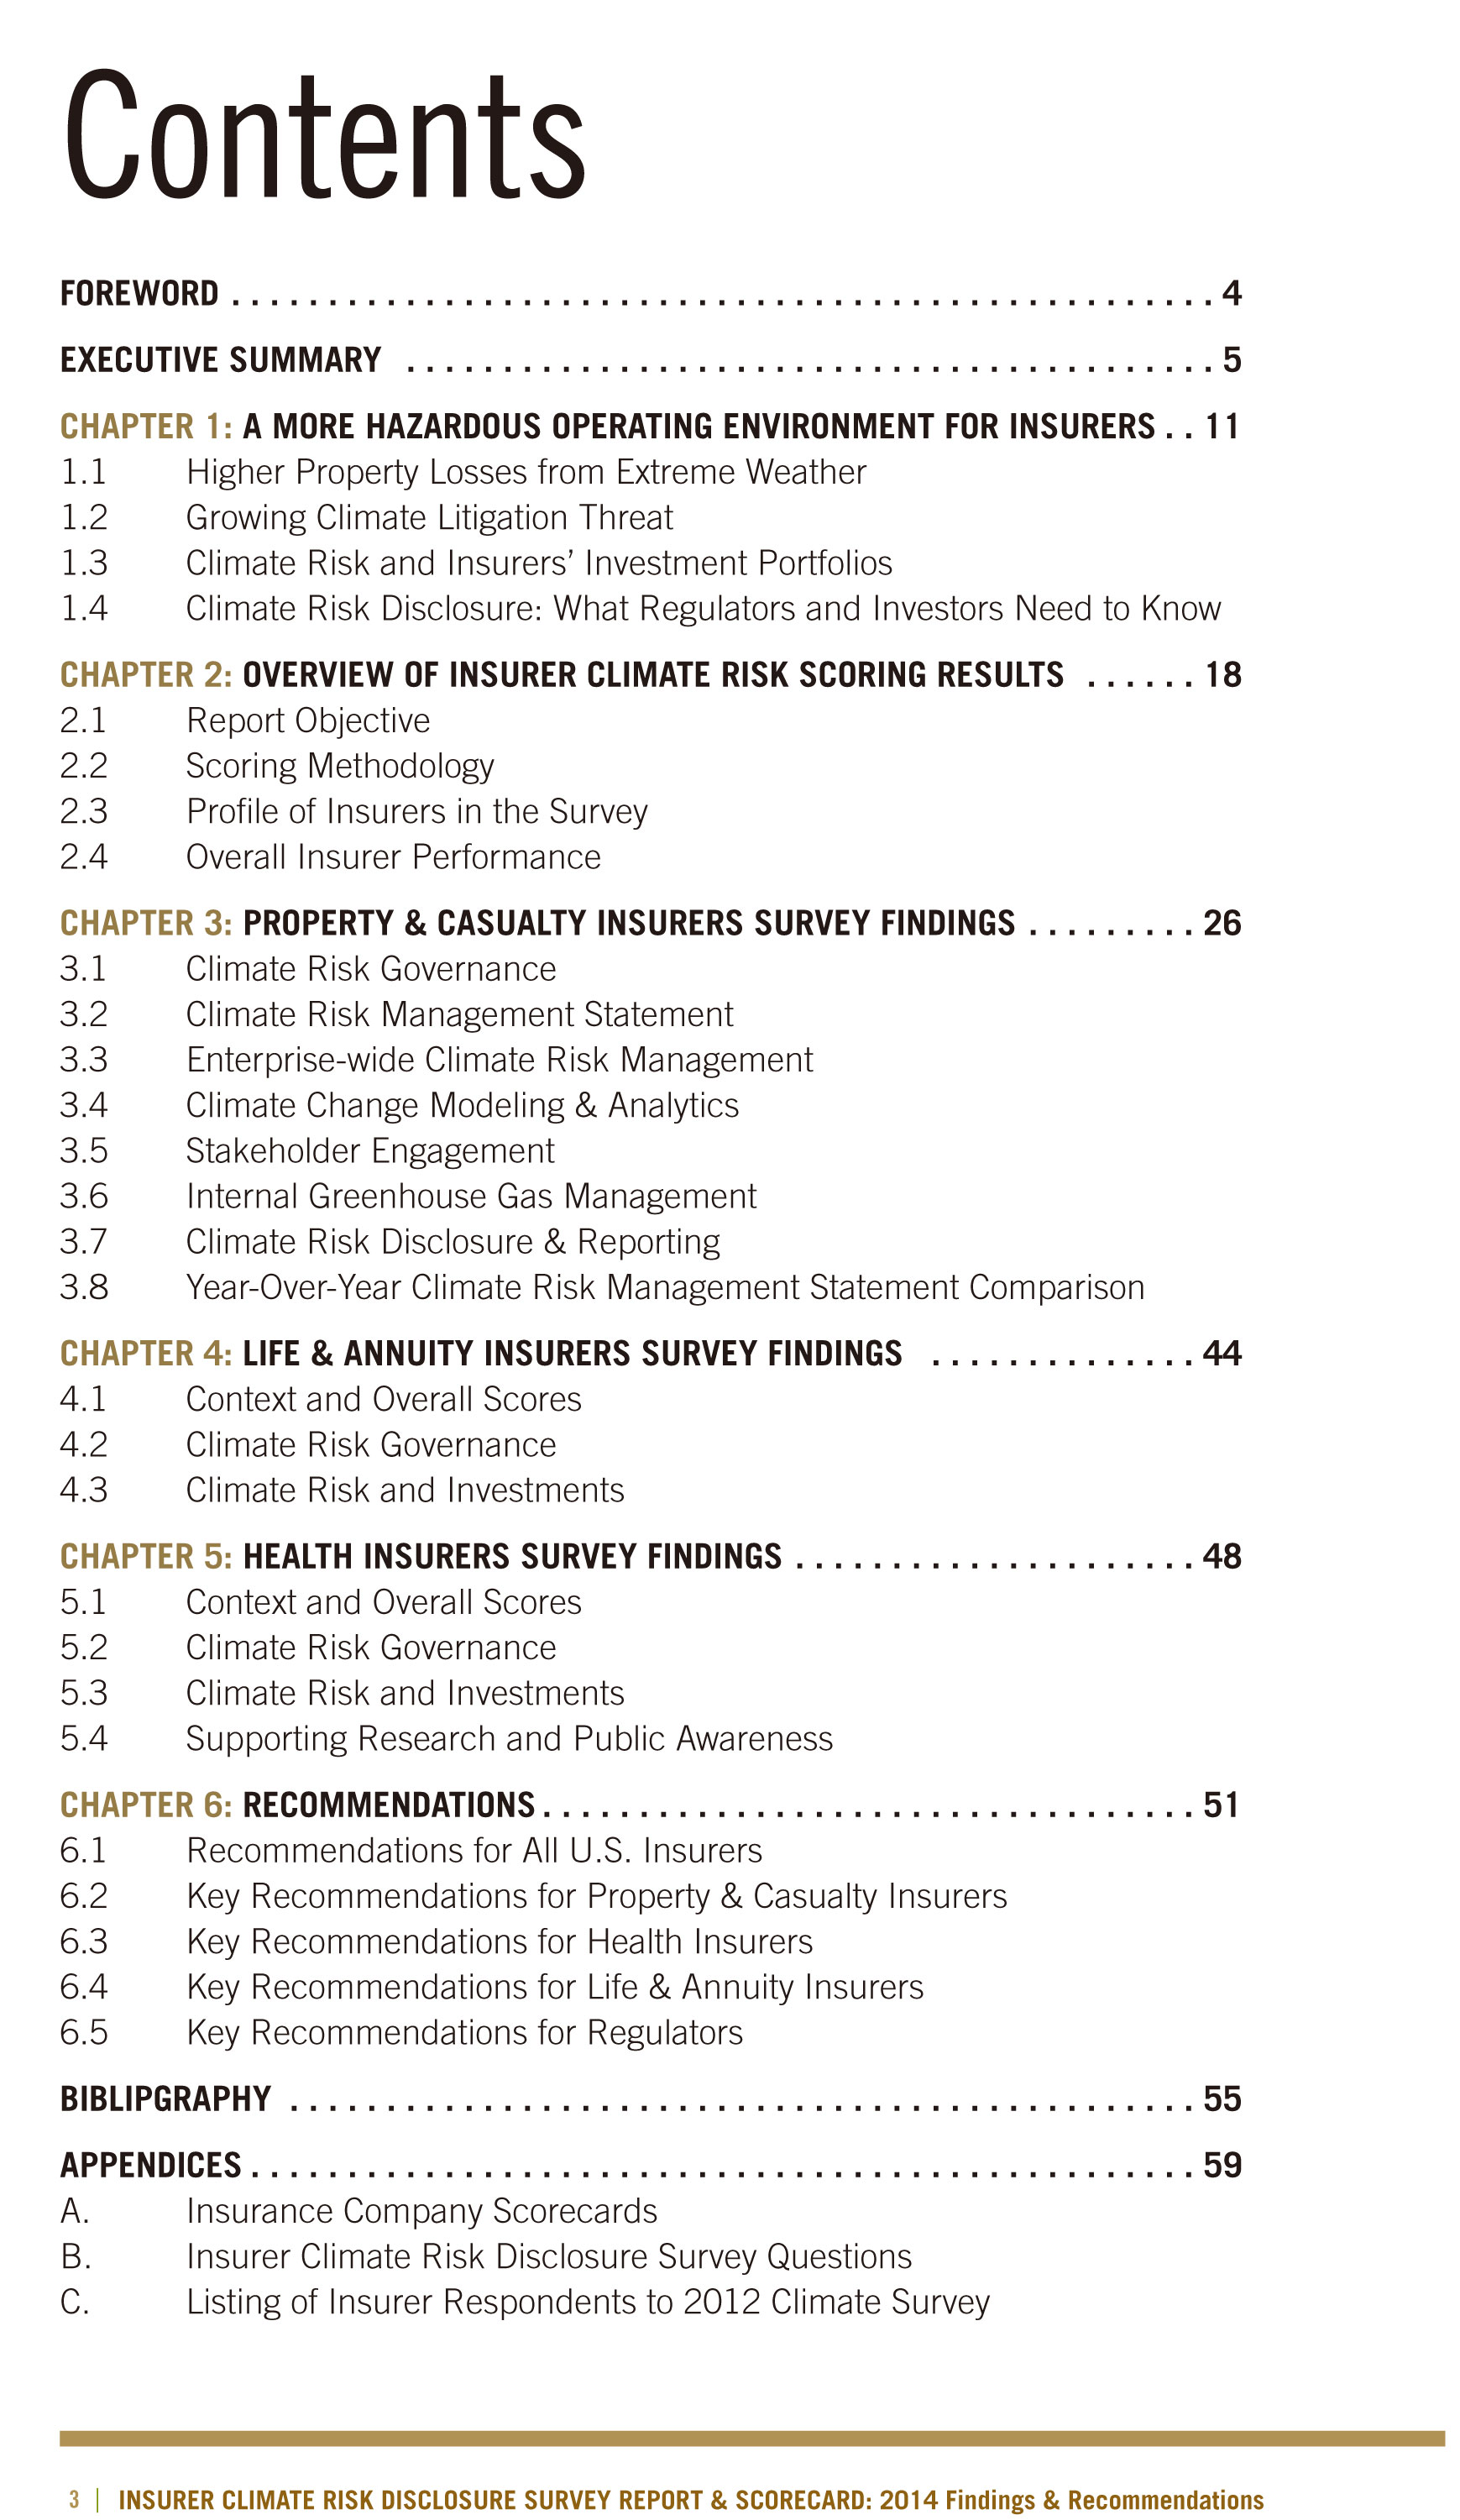 Contents
FOREWORD . . . . . . . . . . . . . . . . . . . . . . . . . . . . . . . . . . . . . . . . . . . . . . . . . . . 4
EXECUTIVE SUMMARY . . . . . . . . . . . . . . . . . . . . . . . . . . . . . . . . . . . . . . . . . . 5
CHAPTER 1: A MORE HAZARDOUS OPERATING ENVIRONMENT FOR INSURERS . . 11
1.1 Higher Property Losses from Extreme Weather
1.2 Growing Climate Litigation Threat
1.3 Climate Risk and Insurers’ Investment Portfolios
1.4 Climate Risk Disclosure: What Regulators and Investors Need to Know
CHAPTER 2: OVERVIEW OF INSURER CLIMATE RISK SCORING RESULTS . . . . . . 18
2.1 Report Objective
2.2 Scoring Methodology
2.3 Profile of Insurers in the Survey
2.4 Overall Insurer Performance
CHAPTER 3: PROPERTY & CASUALTY INSURERS SURVEY FINDINGS . . . . . . . . . 26
3.1 Climate Risk Governance
3.2 Climate Risk Management Statement
3.3 Enterprise-wide Climate Risk Management
3.4 Climate Change Modeling & Analytics
3.5 Stakeholder Engagement
3.6 Internal Greenhouse Gas Management
3.7 Climate Risk Disclosure & Reporting
3.8 Year-Over-Year Climate Risk Management Statement Comparison
CHAPTER 4: LIFE & ANNUITY INSURERS SURVEY FINDINGS . . . . . . . . . . . . . . 44
4.1 Context and Overall Scores
4.2 Climate Risk Governance
4.3 Climate Risk and Investments
CHAPTER 5: HEALTH INSURERS SURVEY FINDINGS . . . . . . . . . . . . . . . . . . . . . 48
5.1 Context and Overall Scores
5.2 Climate Risk Governance
5.3 Climate Risk and Investments
5.4 Supporting Research and Public Awareness
CHAPTER 6: RECOMMENDATIONS . . . . . . . . . . . . . . . . . . . . . . . . . . . . . . . . . . 51
6.1 Recommendations for All U.S. Insurers
6.2 Key Recommendations for Property & Casualty Insurers
6.3 Key Recommendations for Health Insurers
6.4 Key Recommendations for Life & Annuity Insurers
6.5 Key Recommendations for Regulators
BIBLIPGRAPHY . . . . . . . . . . . . . . . . . . . . . . . . . . . . . . . . . . . . . . . . . . . . . . . 55
APPENDICES . . . . . . . . . . . . . . . . . . . . . . . . . . . . . . . . . . . . . . . . . . . . . . . . . 59
A. Insurance Company Scorecards
B. Insurer Climate Risk Disclosure Survey Questions
C. Listing of Insurer Respondents to 2012 Climate Survey
3 | INSURER CLIMATE RISK DISCLOSURE SURVEY REPORT & SCORECARD: 2014 Findings & Recommendations